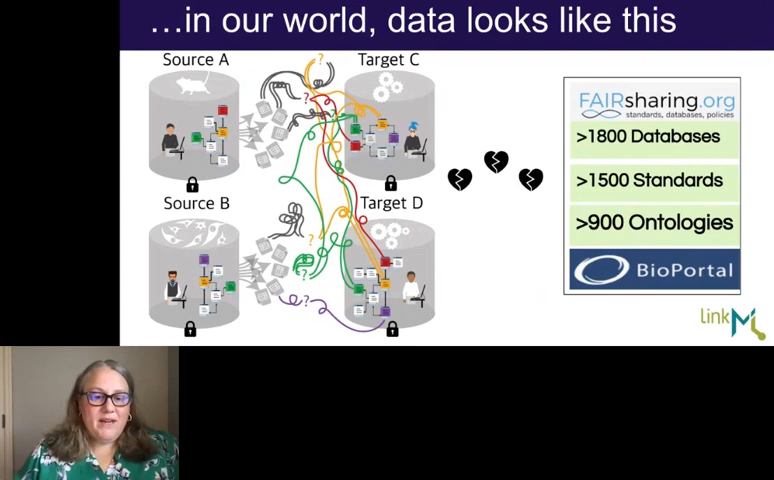 ...in our world, data looks like this
Source A
Target C
?
?
?
Source B
Target D
?
?
?
FAIRsharing.org
standards, databases, policies
>1800 Databases
>1500 Standards
>900 Ontologies
BioPortal
Link ML